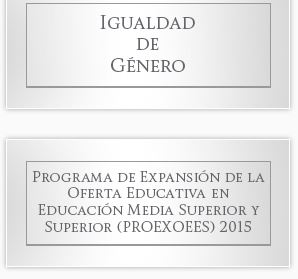 Igualdad
de
Género
Programa de Expansión de la
Oferta Educativa en
Educación Media Superior y
Superior (PROEXOEES) 2015